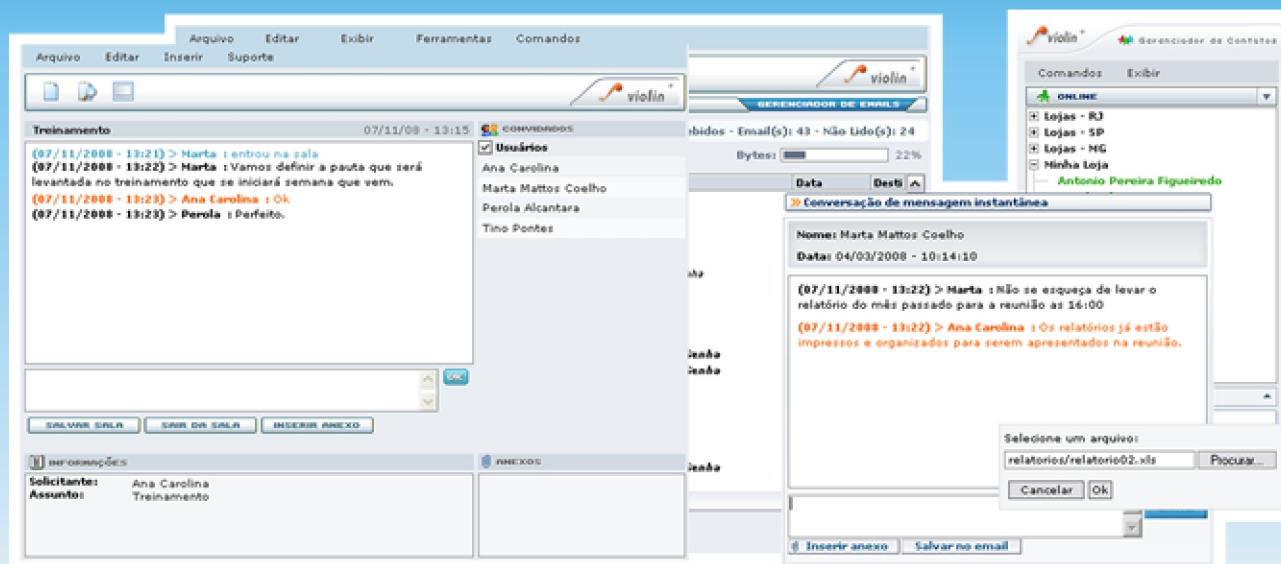 Arquivo Editar Exibir Ferramentas Comandos
Arquivo Editar Inserir Suporte
violin
Treinamento 07/11/08 - 13:15
(07/11/2008 - 13:21) > Marta : entrou na sala
(07/11/2008 - 13:22) > Marta : Vamos definir a pauta que será
levantada no treinamento que se iniciará semana que vem.
(07/11/2008 - 13:23) > Ana Carolina : Ok
(07/11/2008 - 13:23) > Perola : Perfeito.
CONVIDADOS
Usuários
Ana Carolina
Marta Mattos Coelho
Perola Alcantara
Tino Pontes
SALVAR SALA SAIR DA SALA INSERIR ANEXO
INFORMAÇÕES
Solicitante: Ana Carolina
Assunto: Treinamento
ANEXOS
violin
GERENCIADOR DE EMAILS
ebidos - Email(s): 43 - Não Lido(s): 24
Bytes: 22%
Data Desti
Senha
Senha
Senha
Conversação de mensagem instantânea
Nome: Marta Mattos Coelho
Data: 04/03/2008 - 10:14:10
(07/11/2008 - 13:22) > Marta : Não se esqueça de levar o
relatório do mês passado para a reunião as 16:00
(07/11/2008 - 13:22) > Ana Carolina : Os relatórios já estão
impressos e organizados para serem apresentados na reunião.
Inserir anexo Salvar no email
violin Gerenciador de Contatos
Comandos Exibir
ONLINE
Lojas - RJ
Lojas - SP
Lojas - MG
Minha Loja
Antonio Pereira Figueiredo
Selecione um arquivo:
relatorios/relatorio02.xls Procurar...
Cancelar Ok